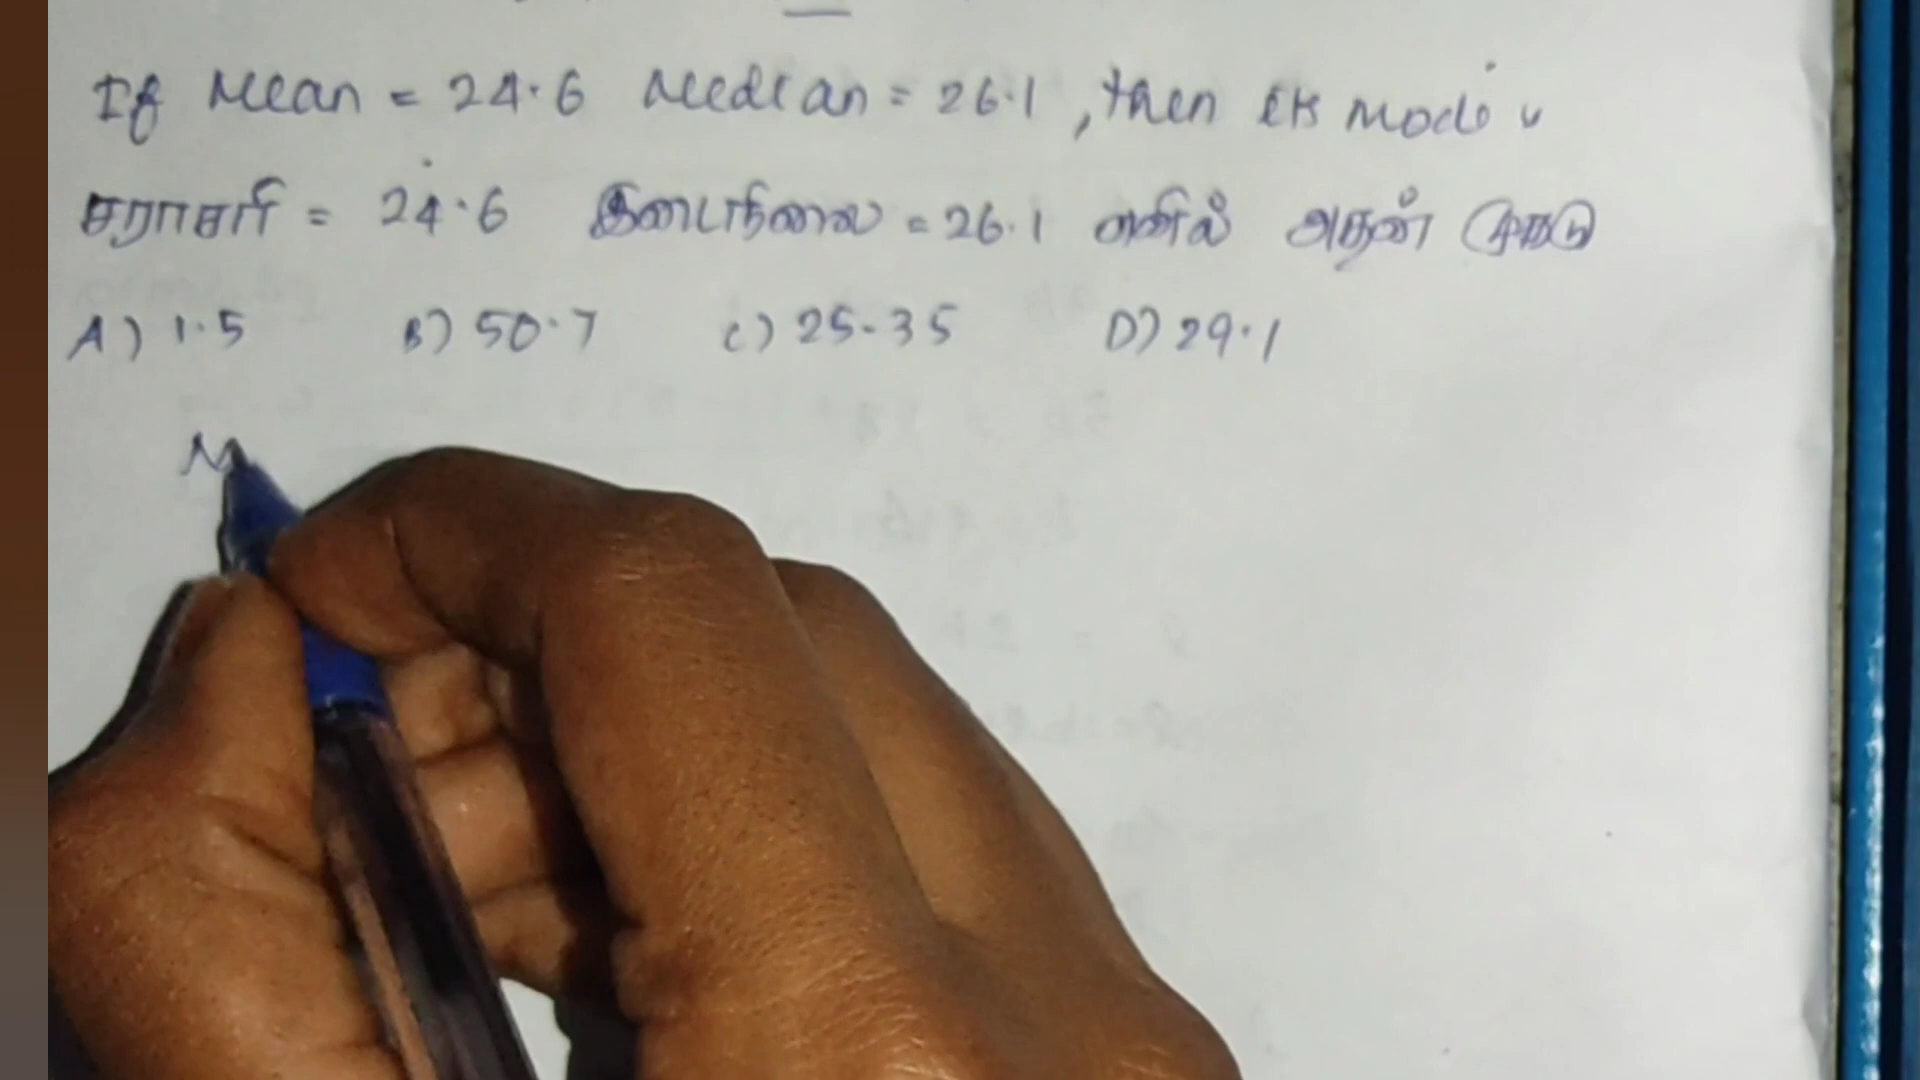 If Mean = 24.6 Median = 26.1, then its mode
சராசரி = 24.6 இடைநிலை = 26.1 எனில் அதன் முகடு
A) 1.5 B) 50.7 C) 25.35 D) 29.1
M